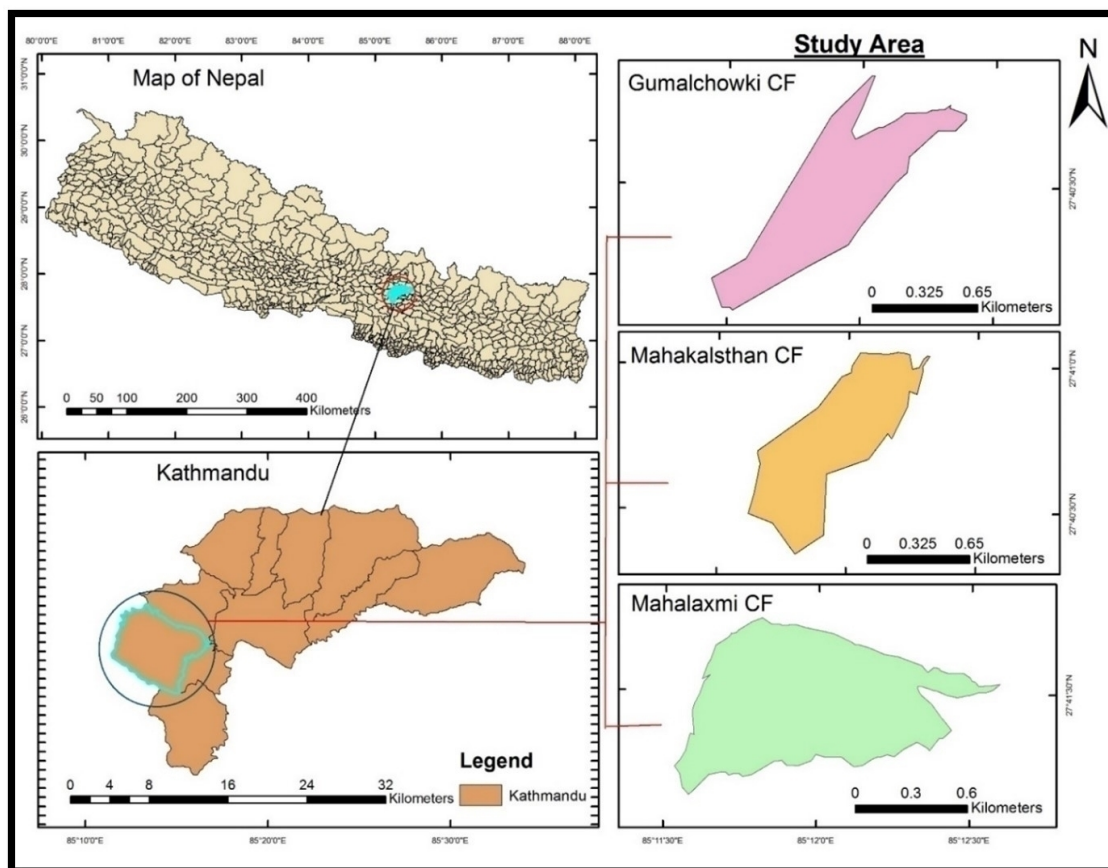 Study Area
N
80°0'0"E 81°0'0"E 82°0'0"E 83°0'0"E 84°0'0"E 85°0'0"E 86°0'0"E 87°0'0"E 88°0'0"E
Map of Nepal
31°0'0"N
30°0'0"N
29°0'0"N
28°0'0"N
27°0'0"N
26°0'0"N
0 50 100 200 300 400
Kilometers
Kathmandu
0 4 8 16 24 32
Kilometers
Legend
Kathmandu
85°10'0"E 85°20'0"E 85°30'0"E
Gumalchowki CF
27°40'30"N
0 0.325 0.65
Kilometers
Mahakalsthan CF
27°41'0"N
27°40'30"N
0 0.325 0.65
Kilometers
Mahalaxmi CF
27°41'30"N
0 0.3 0.6
Kilometers
85°11'30"E 85°12'0"E 85°12'30"E